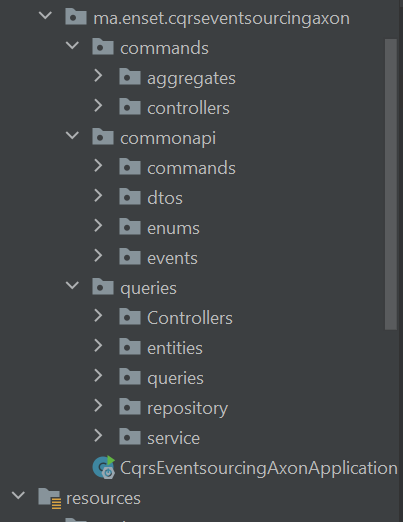 ma.enset.cqrseventsourcingaxon
commands
aggregates
controllers
commonapi
commands
dtos
enums
events
queries
Controllers
entities
queries
repository
service
CqrsEventsourcingAxonApplication
resources